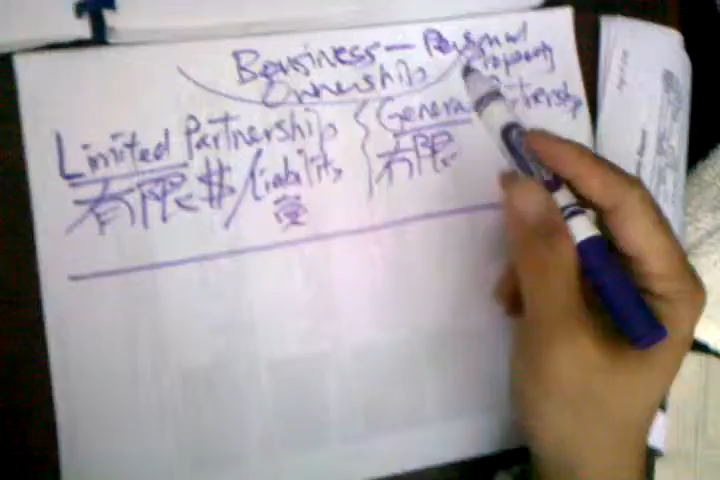 Business - Personal
Ownership Property
Limited Partnership { General Partnership
有限 $ / Liability 有限